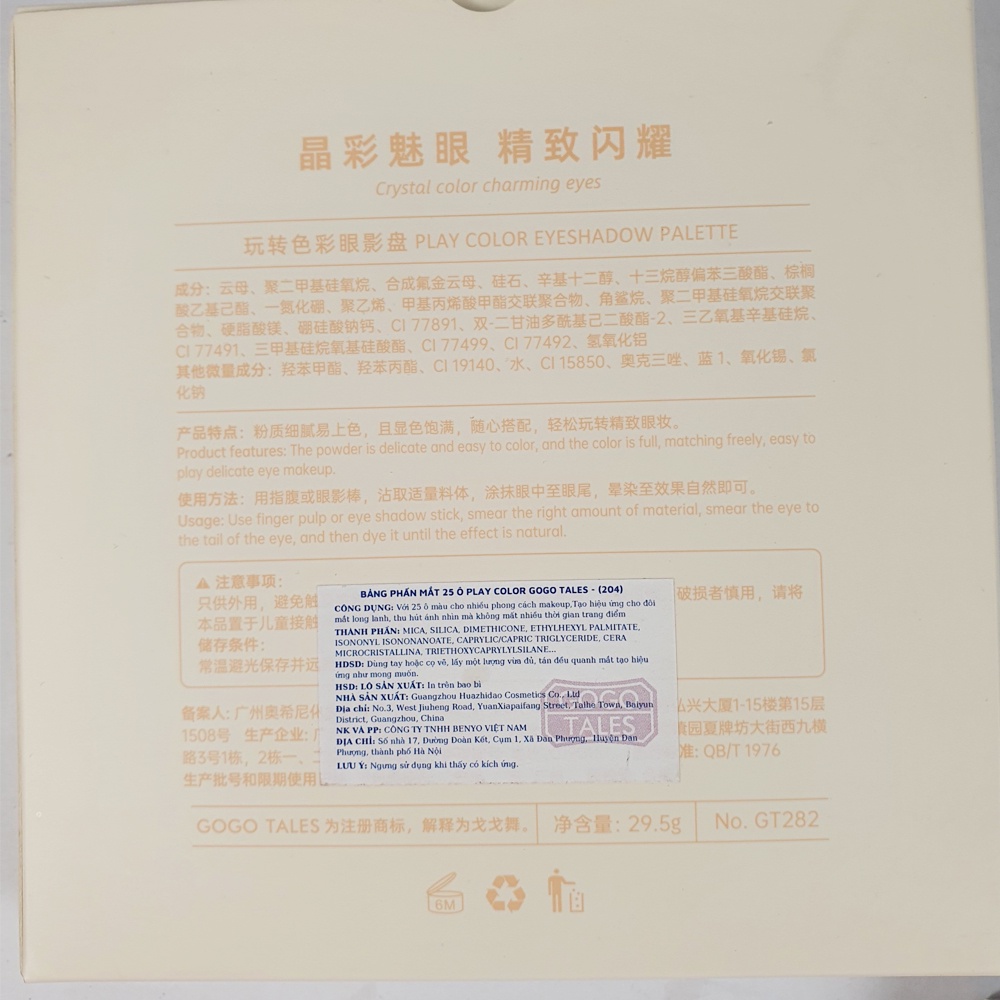 晶彩魅眼 精致闪耀
Crystal color charming eyes
玩转色彩眼影盘 PLAY COLOR EYESHADOW PALETTE
成分：云母、聚二甲基硅氧烷、合成氟金云母、硅石、辛基十二醇、十三烷醇偏苯三酸酯、棕榈
酸乙基己酯、一氮化硼、聚乙烯、甲基丙烯酸甲酯交联聚合物、角鲨烷、聚二甲基硅氧烷交联聚
合物、硬脂酸镁、硼硅酸钠钙、CI 77891、双-二甘油多酰基己二酸酯-2、三乙氧基辛基硅烷、
CI 77491、三甲基硅烷氧基硅酸酯、CI 77499、CI 77492、氢氧化铝
其他微量成分：羟苯甲酯、羟苯丙酯、CI 19140、水、CI 15850、奥克三唑、蓝 1、氧化锡、氯
化钠
产品特点：粉质细腻易上色，且显色饱满，随心搭配，轻松玩转精致眼妆。
Product features: The powder is delicate and easy to color, and the color is full, matching freely, easy to
play delicate eye makeup.
使用方法：用指腹或眼影棒，沾取适量料体，涂抹眼中至眼尾，晕染至效果自然即可。
Usage: Use finger pulp or eye shadow stick, smear the right amount of material, smear the eye to
the tail of the eye, and then dye it until the effect is natural.
注意事项：
只供外用，避免触 破损者慎用，请将
本品置于儿童接触
储存条件：
常温避光保存并远
BẢNG PHẤN MẮT 25 Ô PLAY COLOR GOGO TALES - (204)
CÔNG DỤNG: Với 25 ô màu cho nhiều phong cách makeup,Tạo hiệu ứng cho đôi
mắt long lanh, thu hút ánh nhìn mà không mất nhiều thời gian trang điểm
THÀNH PHẦN: MICA, SILICA, DIMETHICONE, ETHYLHEXYL PALMITATE,
ISONONYL ISONONANOATE, CAPRYLIC/CAPRIC TRIGLYCERIDE, CERA
MICROCRISTALLINA, TRIETHOXYCAPRYLYLSILANE...
HDSD: Dùng tay hoặc cọ vẽ, lấy một lượng vừa đủ, tán đều quanh mắt tạo hiệu
ứng như mong muốn.
HSD: LÔ SẢN XUẤT: In trên bao bì
NHÀ SẢN XUẤT: Guangzhou Huazhidao Cosmetics Co., Ltd
Địa chỉ: No.3, West Jiuheng Road, YuanXiapaifang Street, Taihe Town, Baiyun
District, Guangzhou, China
NK VÀ PP: CÔNG TY TNHH BENYO VIỆT NAM
ĐỊA CHỈ: Số nhà 17, Đường Đoàn Kết, Cụm 1, Xã Đan Phượng, Huyện Đan
Phượng, thành phố Hà Nội
LƯU Ý: Ngưng sử dụng khi thấy có kích ứng.
GOGO
TALES
备案人：广州奥希尼化 弘兴大厦1-15楼第15层
1508号 生产企业：广 园夏牌坊大街西九横
路3号1栋，2栋一、二 准：QB/T 1976
生产批号和限期使用
GOGO TALES 为注册商标，解释为戈戈舞。 净含量：29.5g No. GT282
6M